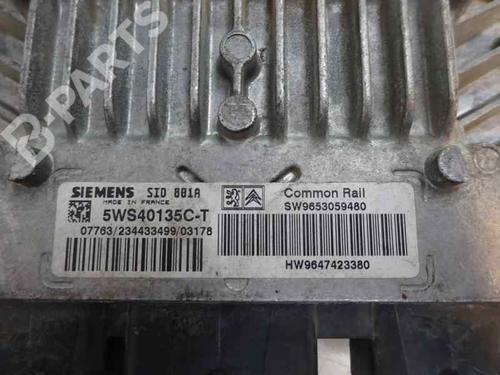 B-PARTS
SIEMENS SID 801A
MADE IN FRANCE
5WS40135C-T
07763/234433499/03178
Common Rail
SW9653059480
HW9647423380